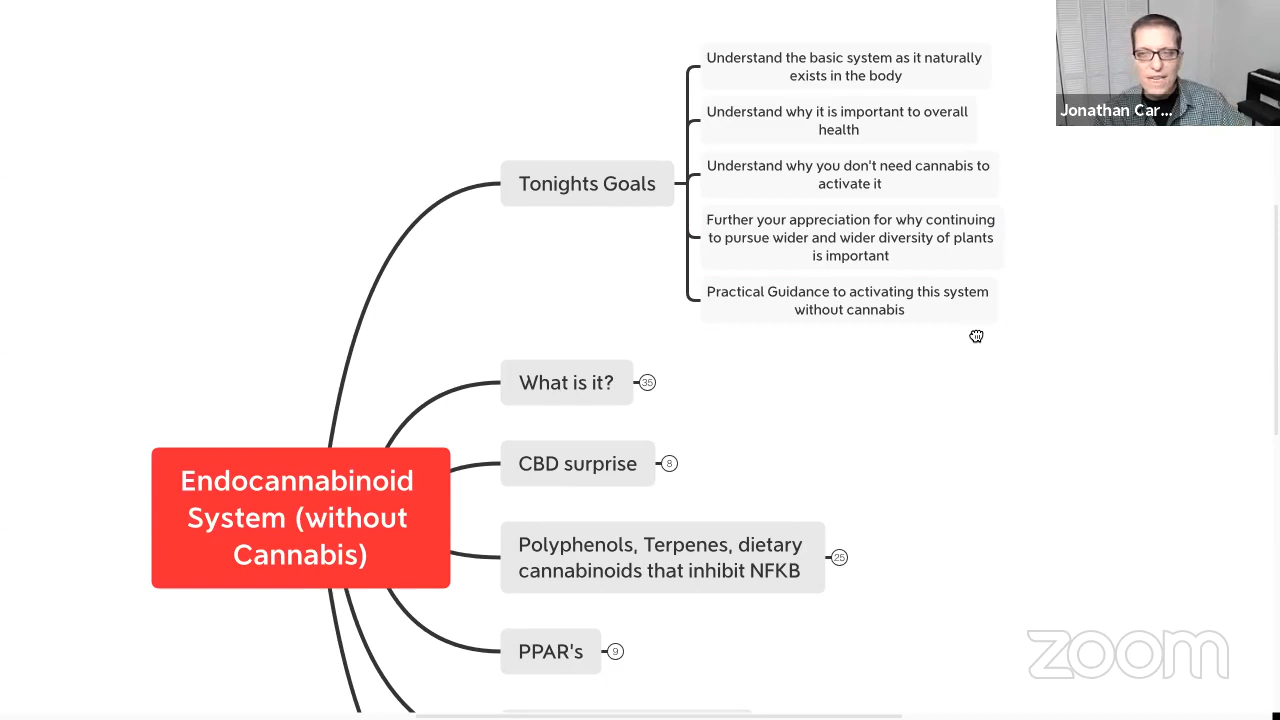 Understand the basic system as it naturally
exists in the body
Understand why it is important to overall
health
Understand why you don't need cannabis to
activate it
Further your appreciation for why continuing
to pursue wider and wider diversity of plants
is important
Practical Guidance to activating this system
without cannabis
Tonights Goals
What is it?
35
CBD surprise
8
Polyphenols, Terpenes, dietary
cannabinoids that inhibit NFKB
25
PPAR's
9
Endocannabinoid
System (without
Cannabis)
Jonathan Car...
zoom